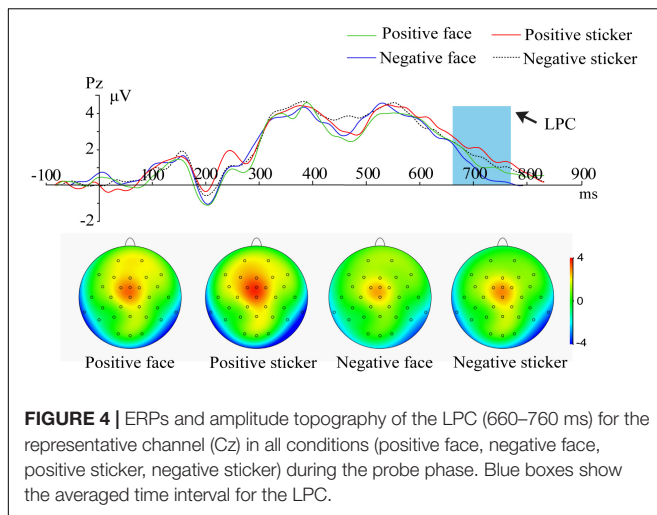 Positive face Positive sticker
Negative face Negative sticker
Pz
μV
4
LPC
2
-100 100 200 300 400 500 600 700 800 900
ms
-2
4
0
-4
Positive face Positive sticker Negative face Negative sticker
FIGURE 4 | ERPs and amplitude topography of the LPC (660–760 ms) for the
representative channel (Cz) in all conditions (positive face, negative face,
positive sticker, negative sticker) during the probe phase. Blue boxes show
the averaged time interval for the LPC.